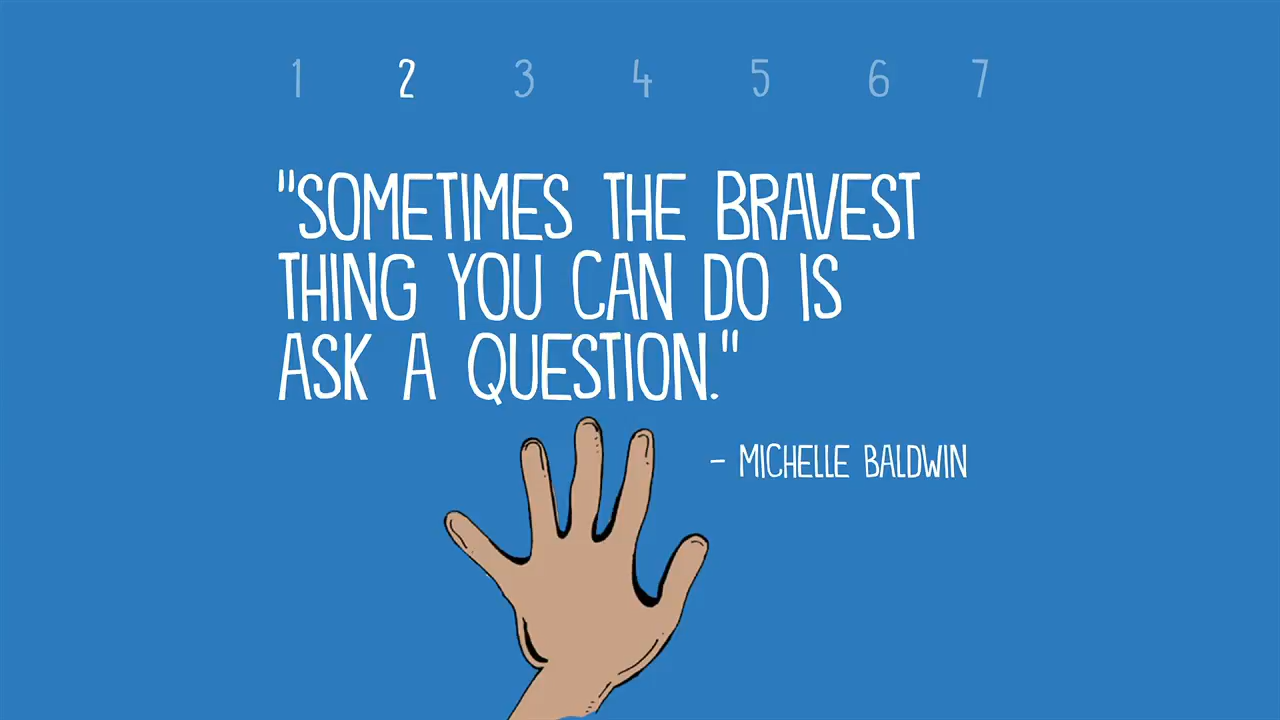 1 2 3 4 5 6 7
"SOMETIMES THE BRAVEST
THING YOU CAN DO IS
ASK A QUESTION."
- MICHELLE BALDWIN